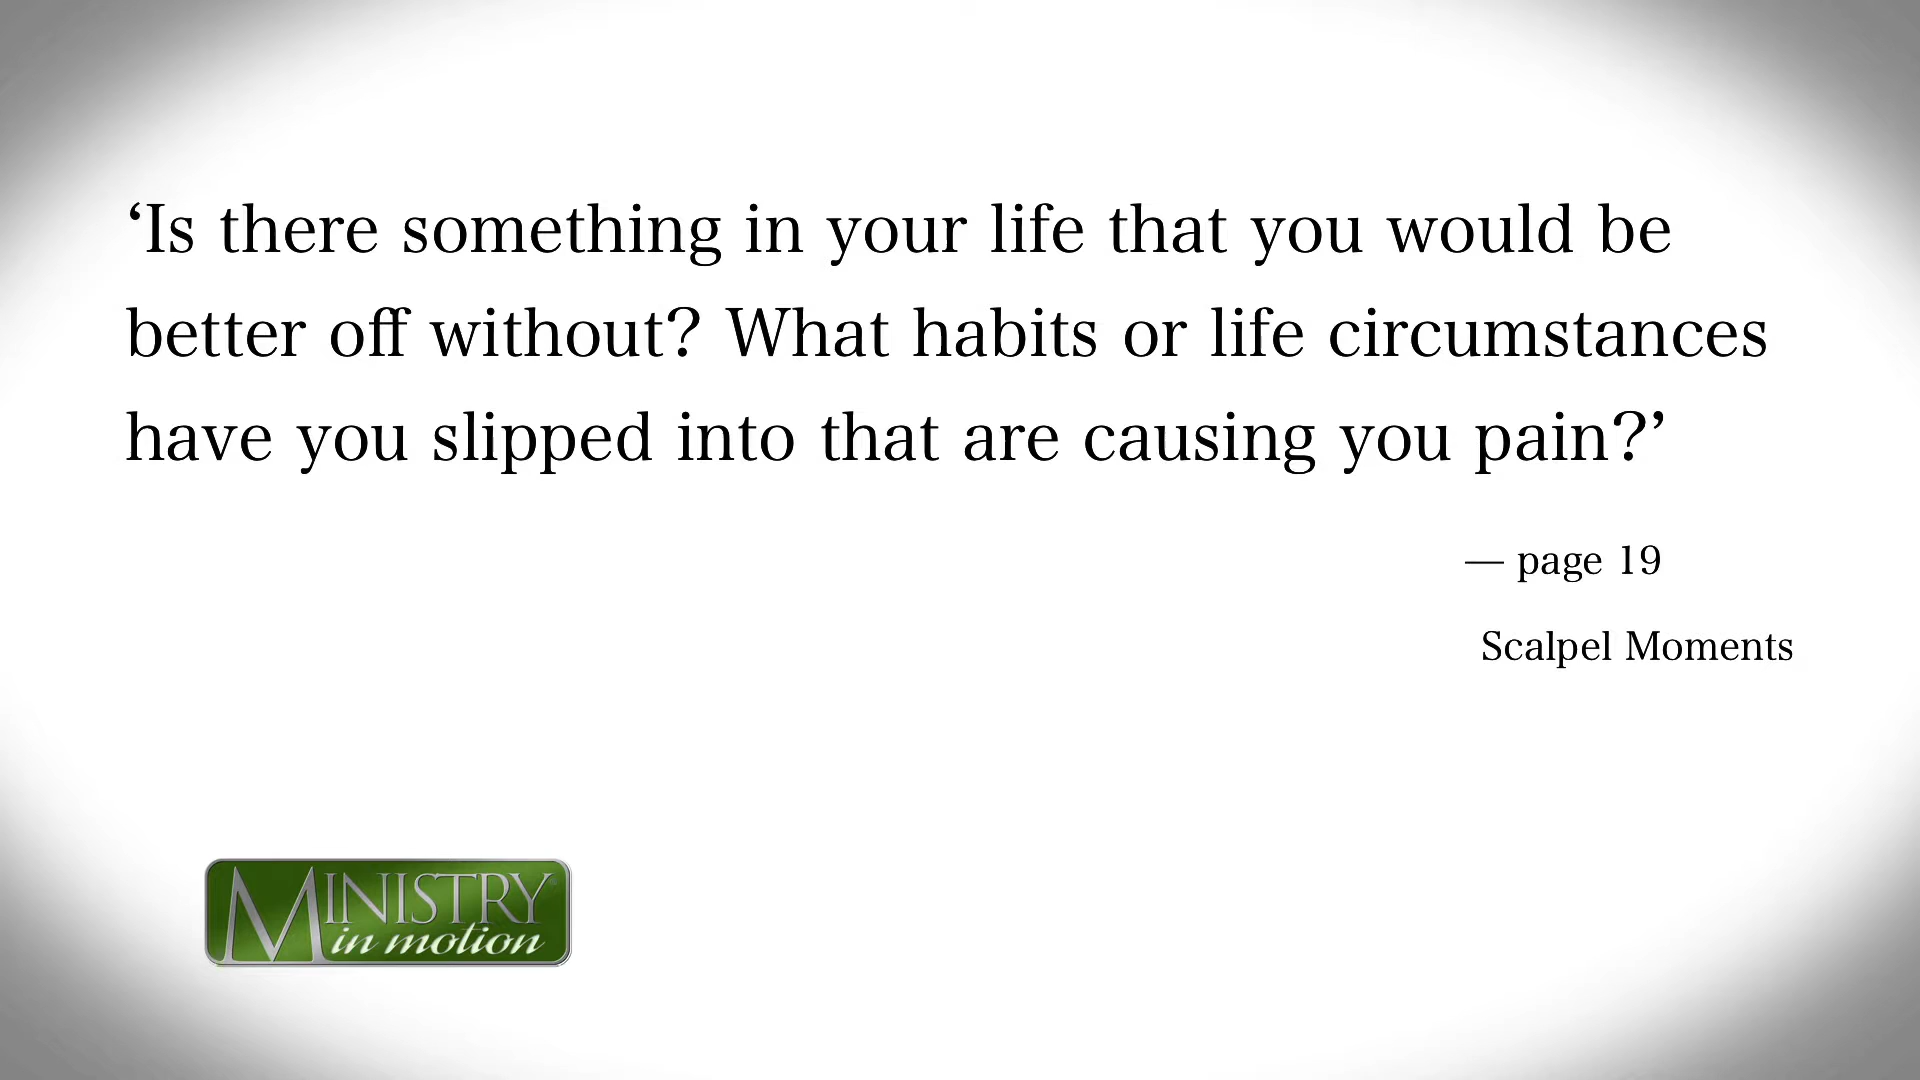 ‘Is there something in your life that you would be
better off without? What habits or life circumstances
have you slipped into that are causing you pain?’
— page 19
Scalpel Moments
MINISTRY
in motion